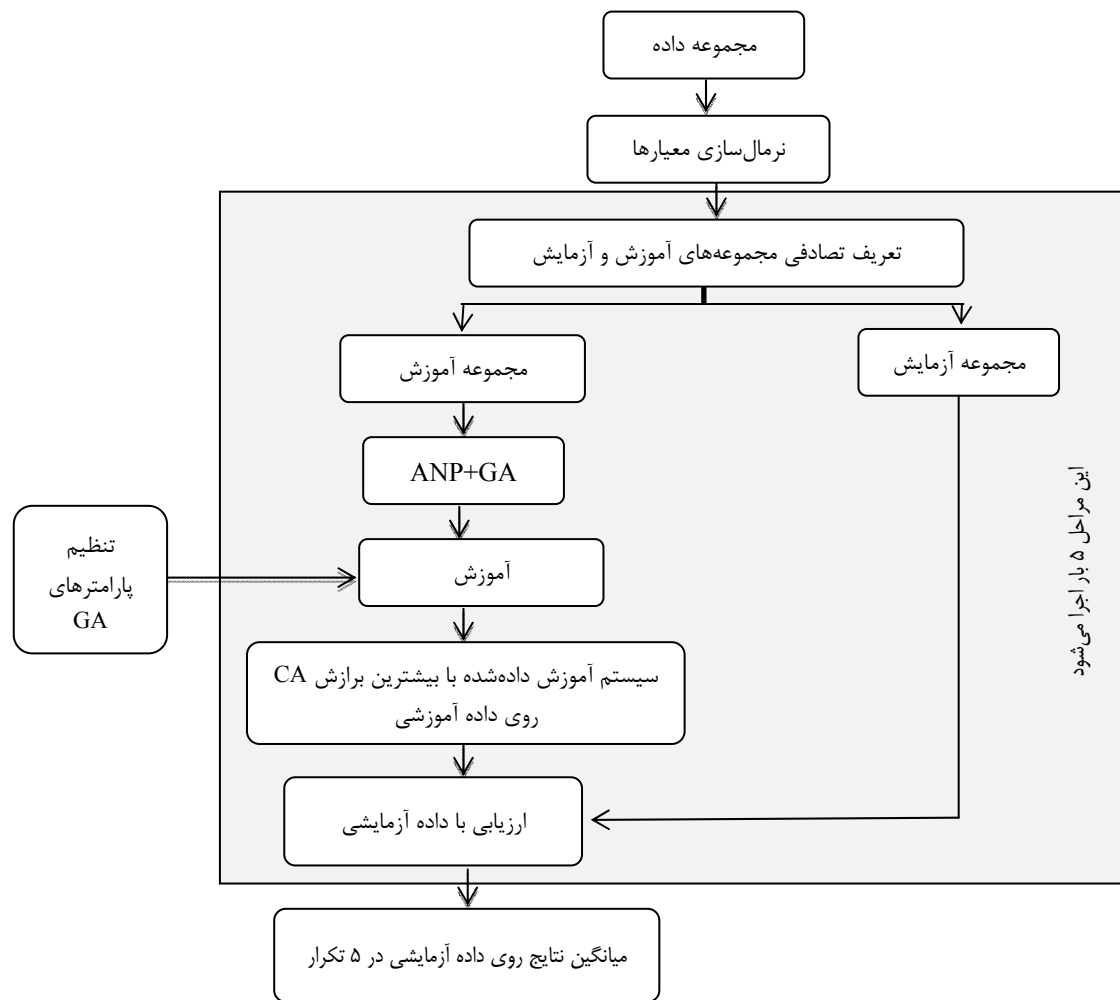 مجموعه داده
نرمال‌سازی معیارها
تعریف تصادفی مجموعه‌های آموزش و آزمایش
مجموعه آموزش
مجموعه آزمایش
ANP+GA
تنظیم
پارامترهای
GA
آموزش
سیستم آموزش داده‌شده با بیشترین برازش CA
روی داده آموزشی
ارزیابی با داده آزمایشی
این مراحل ۵ بار اجرا می‌شود
میانگین نتایج روی داده آزمایشی در ۵ تکرار